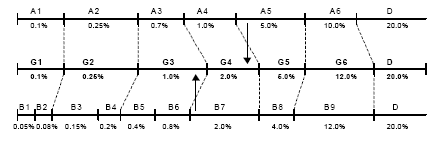 A1 A2 A3 A4 A5 A6 D
0.1% 0.25% 0.7% 1.0% 5.0% 10.0% 20.0%
G1 G2 G3 G4 G5 G6 D
0.1% 0.25% 1.0% 2.0% 5.0% 12.0% 20.0%
B1 B2 B3 B4 B5 B6 B7 B8 B9 D
0.05% 0.08% 0.15% 0.2% 0.4% 0.8% 2.0% 4.0% 12.0% 20.0%